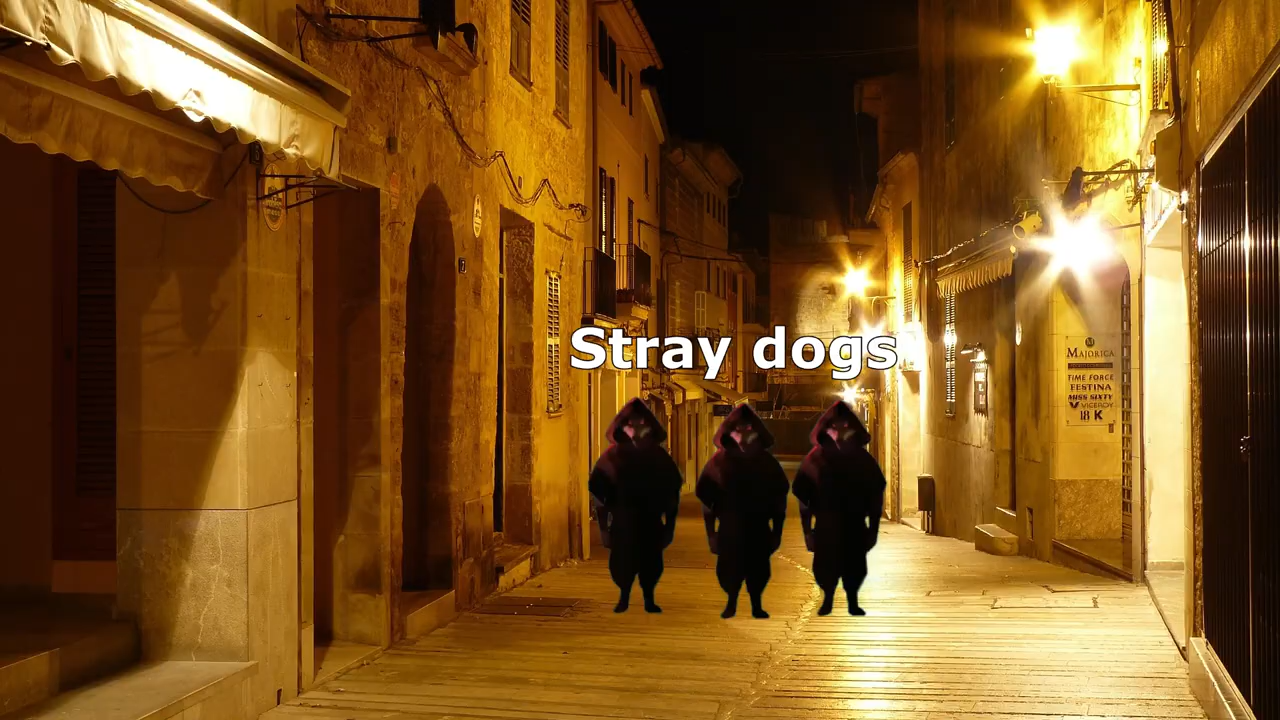 Stray dogs
M
MAJORICA
TIME FORCE
FESTINA
MISS SIXTY
VICEROY
18 K